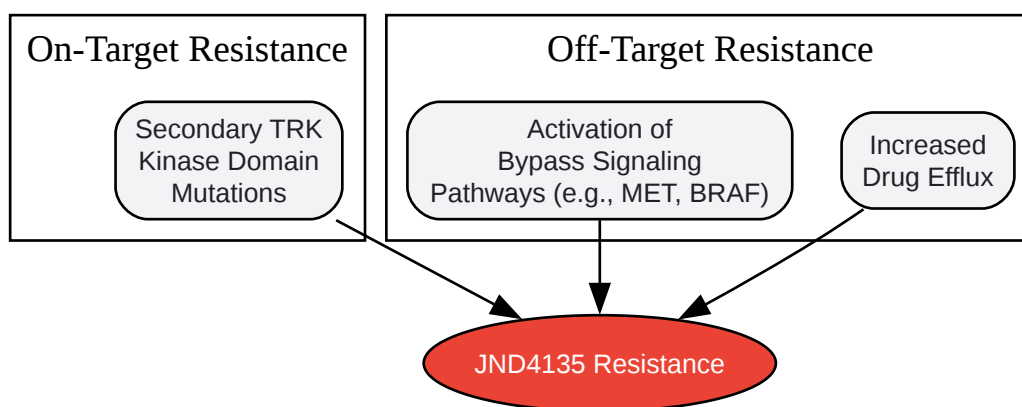 On-Target Resistance
Off-Target Resistance
Secondary TRK
Kinase Domain
Mutations
Activation of
Bypass Signaling
Pathways (e.g., MET, BRAF)
Increased
Drug Efflux
JND4135 Resistance